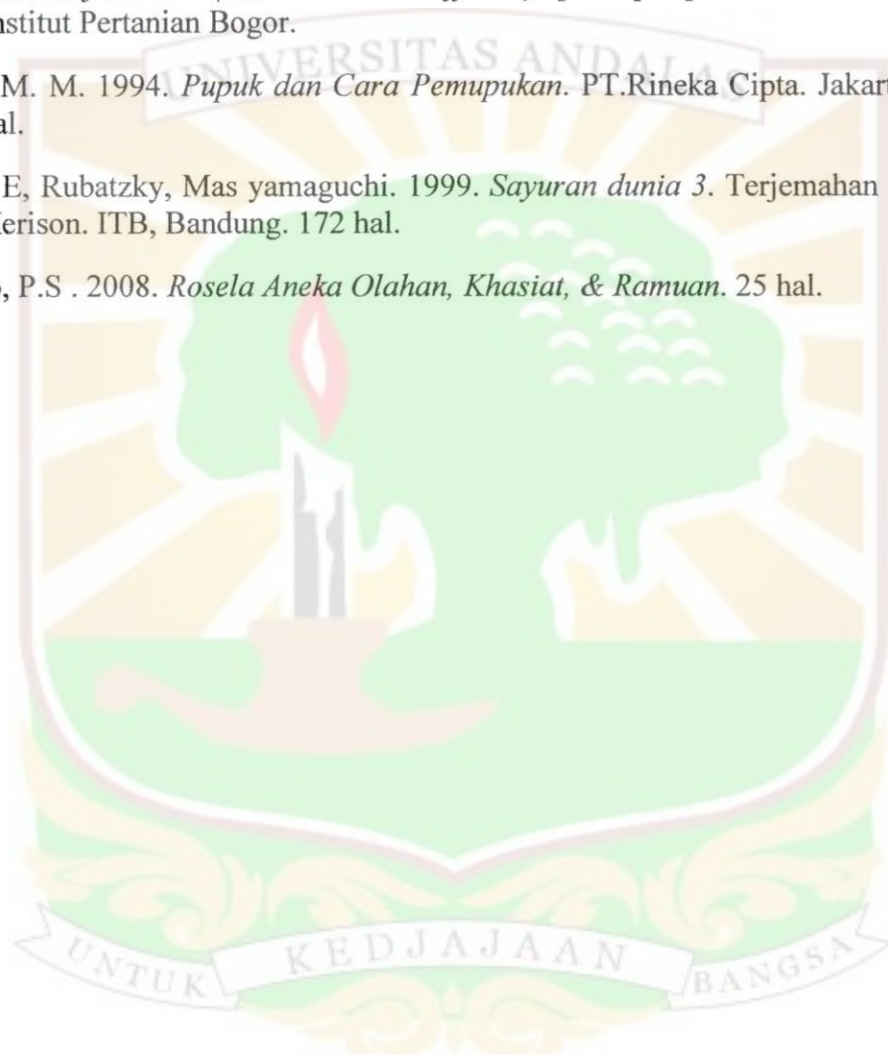 nstitut Pertanian Bogor.
UNIVERSITAS ANDALAS
M. M. 1994. Pupuk dan Cara Pemupukan. PT.Rineka Cipta. Jakart
al.
E, Rubatzky, Mas yamaguchi. 1999. Sayuran dunia 3. Terjemahan
erison. ITB, Bandung. 172 hal.
, P.S . 2008. Rosela Aneka Olahan, Khasiat, & Ramuan. 25 hal.
UNTUK KEDJAJAAN BANGSA